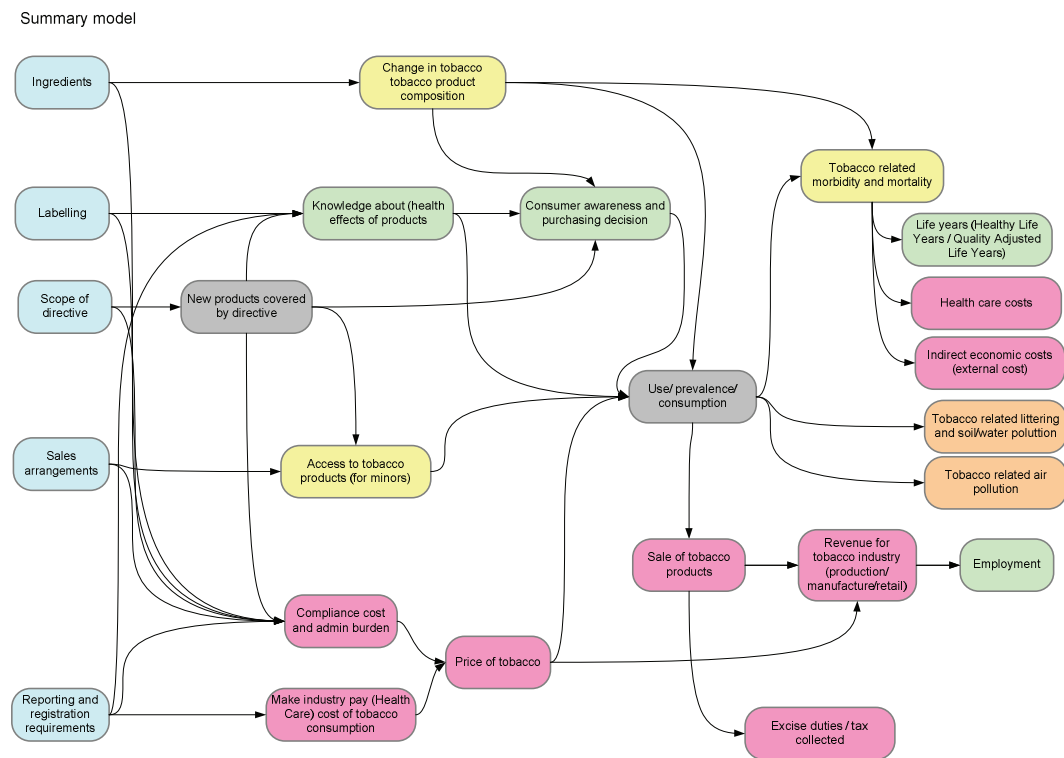 Summary model
Ingredients
Change in tobacco
tobacco product
composition
Tobacco related
morbidity and mortality
Labelling
Knowledge about (health
effects of products
Consumer awareness and
purchasing decision
Life years (Healthy Life
Years / Quality Adjusted
Life Years)
Scope of
directive
New products covered
by directive
Health care costs
Indirect economic costs
(external cost)
Use/ prevalence/
consumption
Tobacco related littering
and soil/water poluttion
Sales
arrangements
Access to tobacco
products (for minors)
Tobacco related air
pollution
Sale of tobacco
products
Revenue for
tobacco industry
(production/
manufacture/retail)
Employment
Compliance cost
and admin burden
Price of tobacco
Reporting and
registration
requirements
Make industry pay (Health
Care) cost of tobacco
consumption
Excise duties / tax
collected